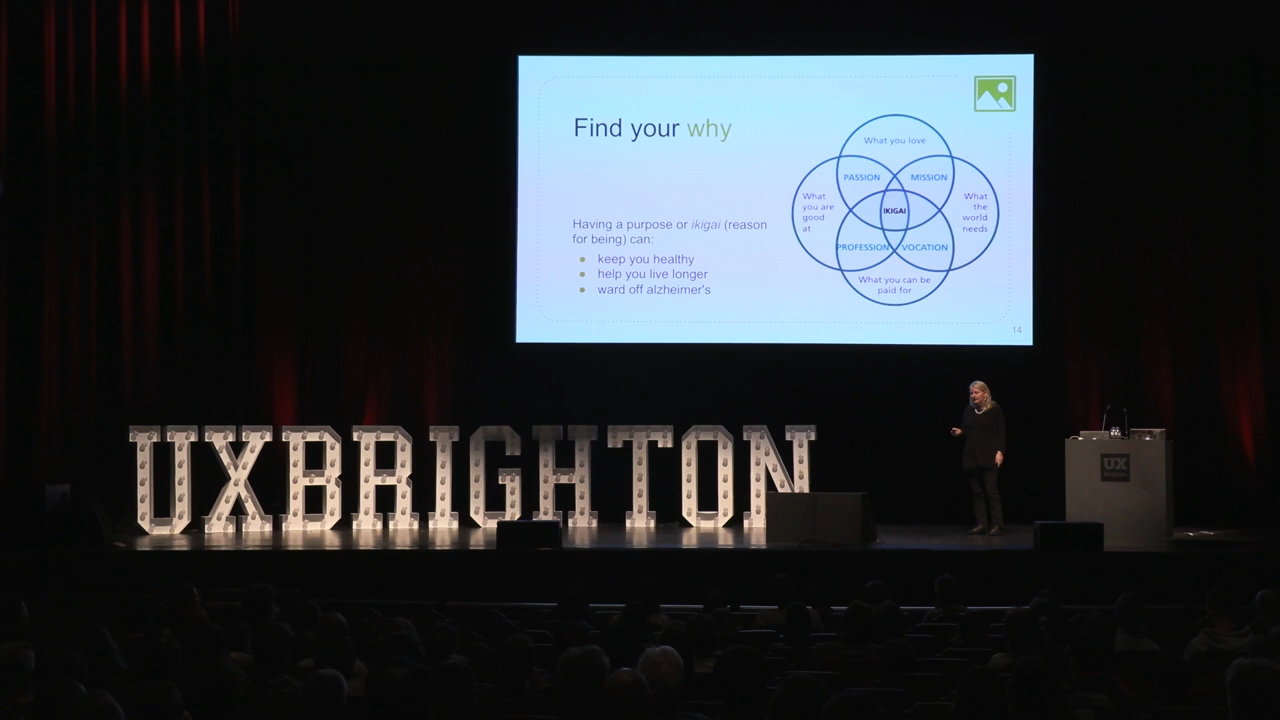 Find your why
Having a purpose or ikigai (reason
for being) can:
keep you healthy
help you live longer
ward off alzheimer's
What you love
PASSION
MISSION
What
you are
good
at
IKIGAI
What
the
world
needs
PROFESSION
VOCATION
What you can be
paid for
14
UXBRIGHTON
UX